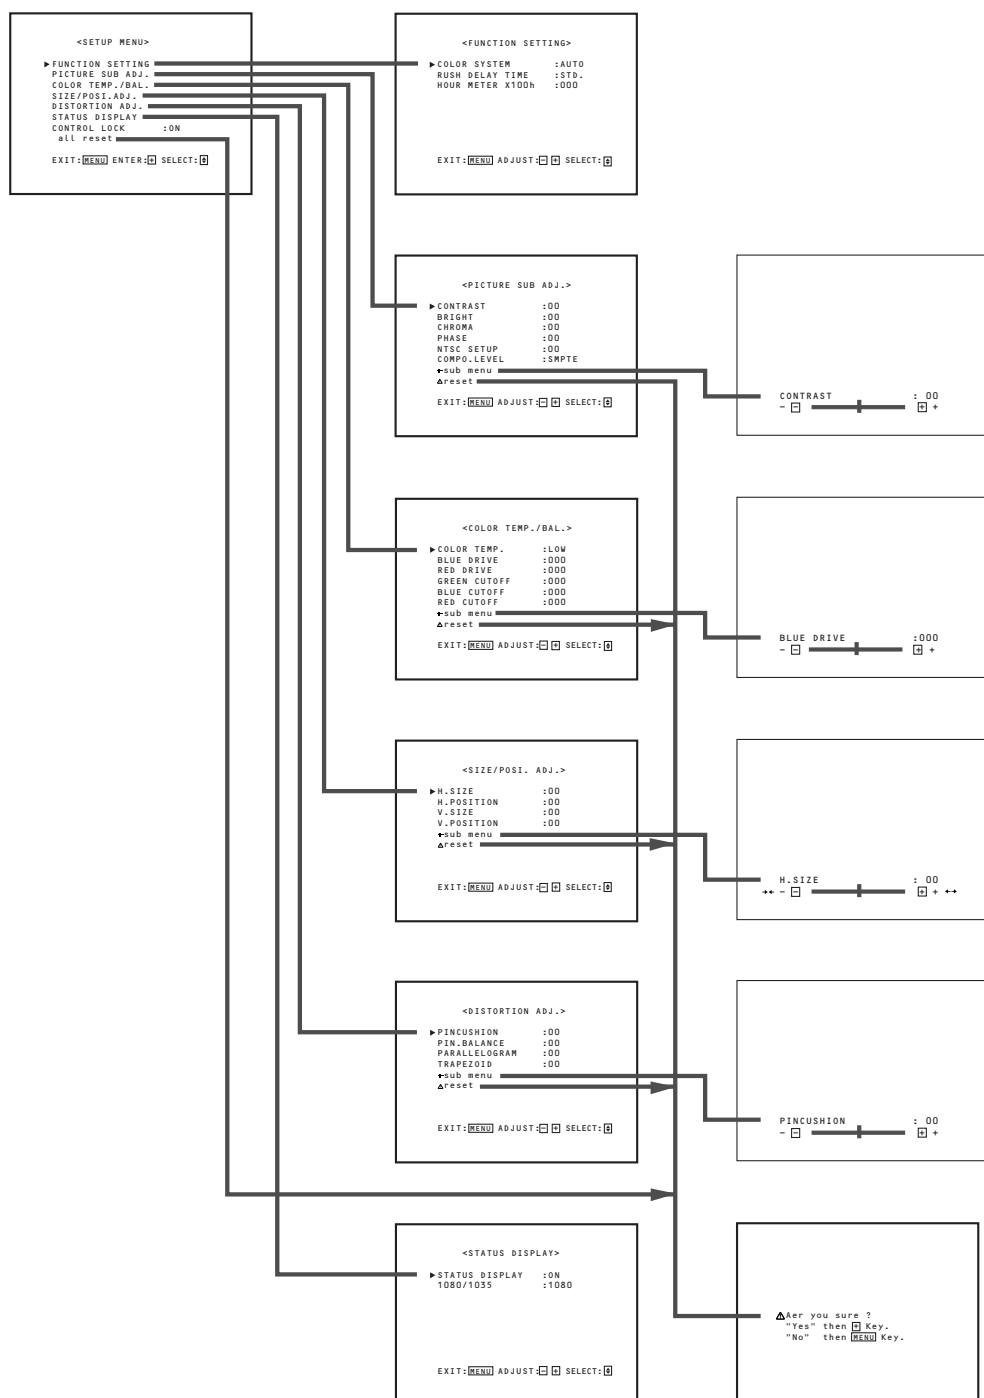 <SETUP MENU>
▶FUNCTION SETTING
PICTURE SUB ADJ.
COLOR TEMP./BAL.
SIZE/POSI.ADJ.
DISTORTION ADJ.
STATUS DISPLAY
CONTROL LOCK :ON
all reset
EXIT:MENU ENTER:+ SELECT:◆
<FUNCTION SETTING>
▶COLOR SYSTEM :AUTO
RUSH DELAY TIME :STD.
HOUR METER X100h :000
EXIT:MENU ADJUST:- + SELECT:◆
<PICTURE SUB ADJ.>
▶CONTRAST :00
BRIGHT :00
CHROMA :00
PHASE :00
NTSC SETUP :00
COMPO.LEVEL :SMPTE
+sub menu
△reset
EXIT:MENU ADJUST:- + SELECT:◆
CONTRAST : 00
- - + +
<COLOR TEMP./BAL.>
▶COLOR TEMP. :LOW
BLUE DRIVE :000
RED DRIVE :000
GREEN CUTOFF :000
BLUE CUTOFF :000
RED CUTOFF :000
+sub menu
△reset
EXIT:MENU ADJUST:- + SELECT:◆
BLUE DRIVE :000
- - + +
<SIZE/POSI. ADJ.>
▶H.SIZE :00
H.POSITION :00
V.SIZE :00
V.POSITION :00
+sub menu
△reset
EXIT:MENU ADJUST:- + SELECT:◆
H.SIZE : 00
→← - - + + ←→
<DISTORTION ADJ.>
▶PINCUSHION :00
PIN.BALANCE :00
PARALLELOGRAM :00
TRAPEZOID :00
+sub menu
△reset
EXIT:MENU ADJUST:- + SELECT:◆
PINCUSHION : 00
- - + +
<STATUS DISPLAY>
▶STATUS DISPLAY :ON
1080/1035 :1080
EXIT:MENU ADJUST:- + SELECT:◆
⚠Aer you sure ?
"Yes" then + Key.
"No" then MENU Key.